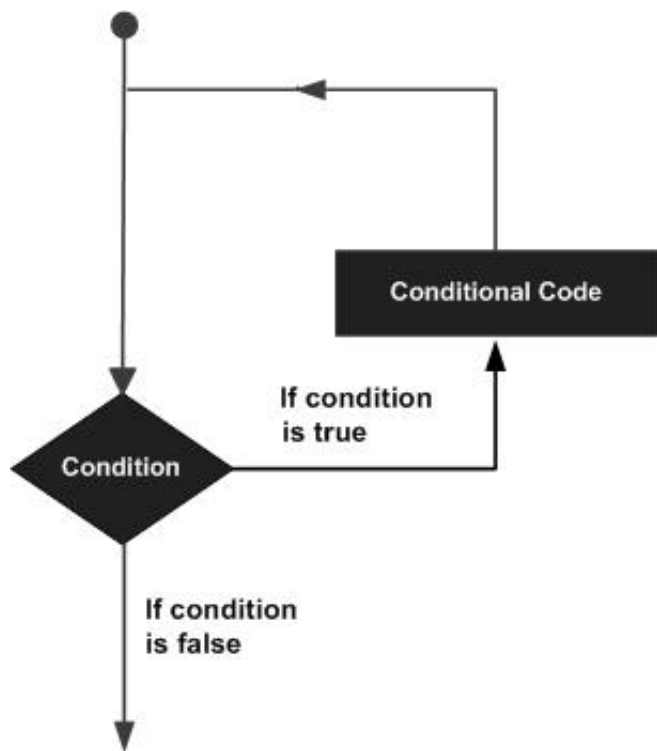 Conditional Code
If condition
is true
Condition
If condition
is false